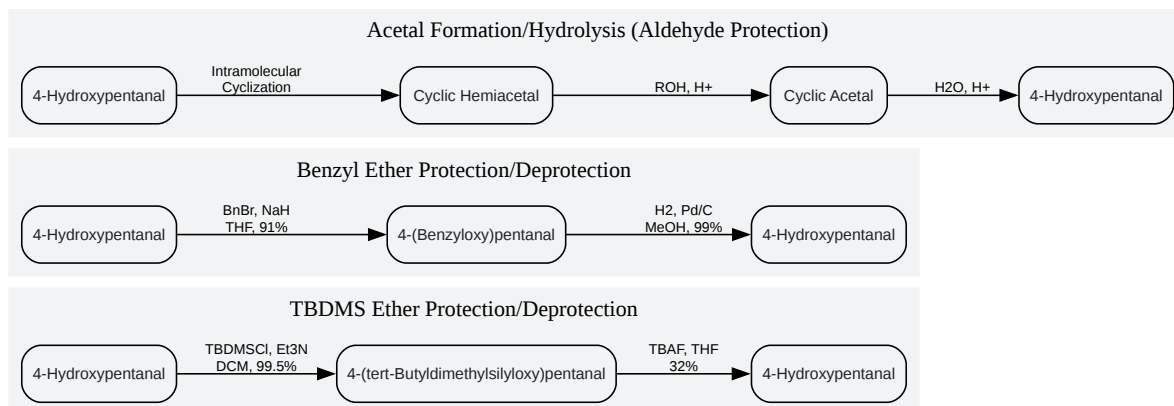 Acetal Formation/Hydrolysis (Aldehyde Protection)
4-Hydroxypentanal
Intramolecular
Cyclization
Cyclic Hemiacetal
ROH, H+
Cyclic Acetal
H2O, H+
4-Hydroxypentanal
Benzyl Ether Protection/Deprotection
4-Hydroxypentanal
BnBr, NaH
THF, 91%
4-(Benzyloxy)pentanal
H2, Pd/C
MeOH, 99%
4-Hydroxypentanal
TBDMS Ether Protection/Deprotection
4-Hydroxypentanal
TBDMSCl, Et3N
DCM, 99.5%
4-(tert-Butyldimethylsilyloxy)pentanal
TBAF, THF
32%
4-Hydroxypentanal